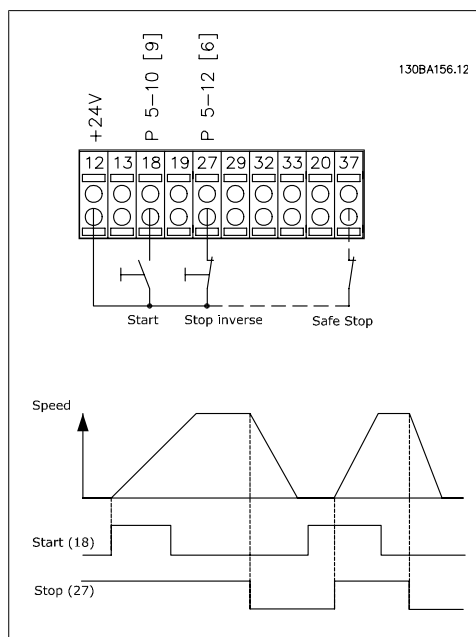 130BA156.12
+24V
P 5-10 [9]
P 5-12 [6]
12 13 18 19 27 29 32 33 20 37
Start
Stop inverse
Safe Stop
Speed
Start (18)
Stop (27)